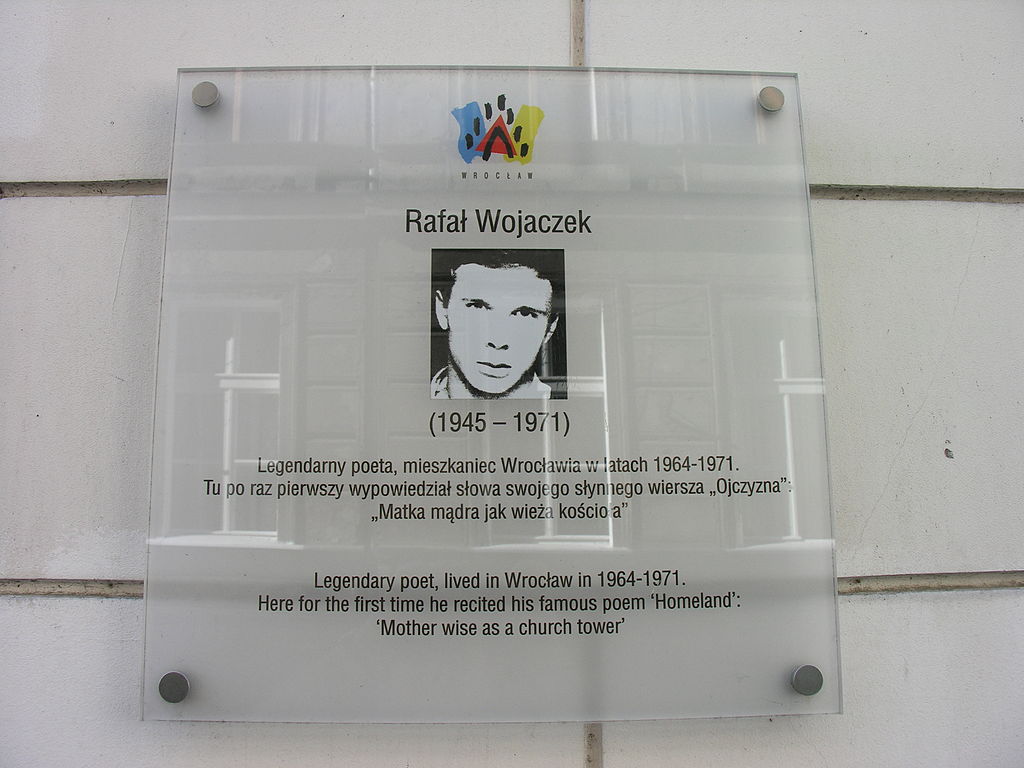 WROCŁAW
Rafał Wojaczek
(1945 – 1971)
Legendarny poeta, mieszkaniec Wrocławia w latach 1964-1971.
Tu po raz pierwszy wypowiedział słowa swojego słynnego wiersza „Ojczyzna”:
„Matka mądra jak wieża kościoła”
Legendary poet, lived in Wrocław in 1964-1971.
Here for the first time he recited his famous poem ‘Homeland’:
‘Mother wise as a church tower’